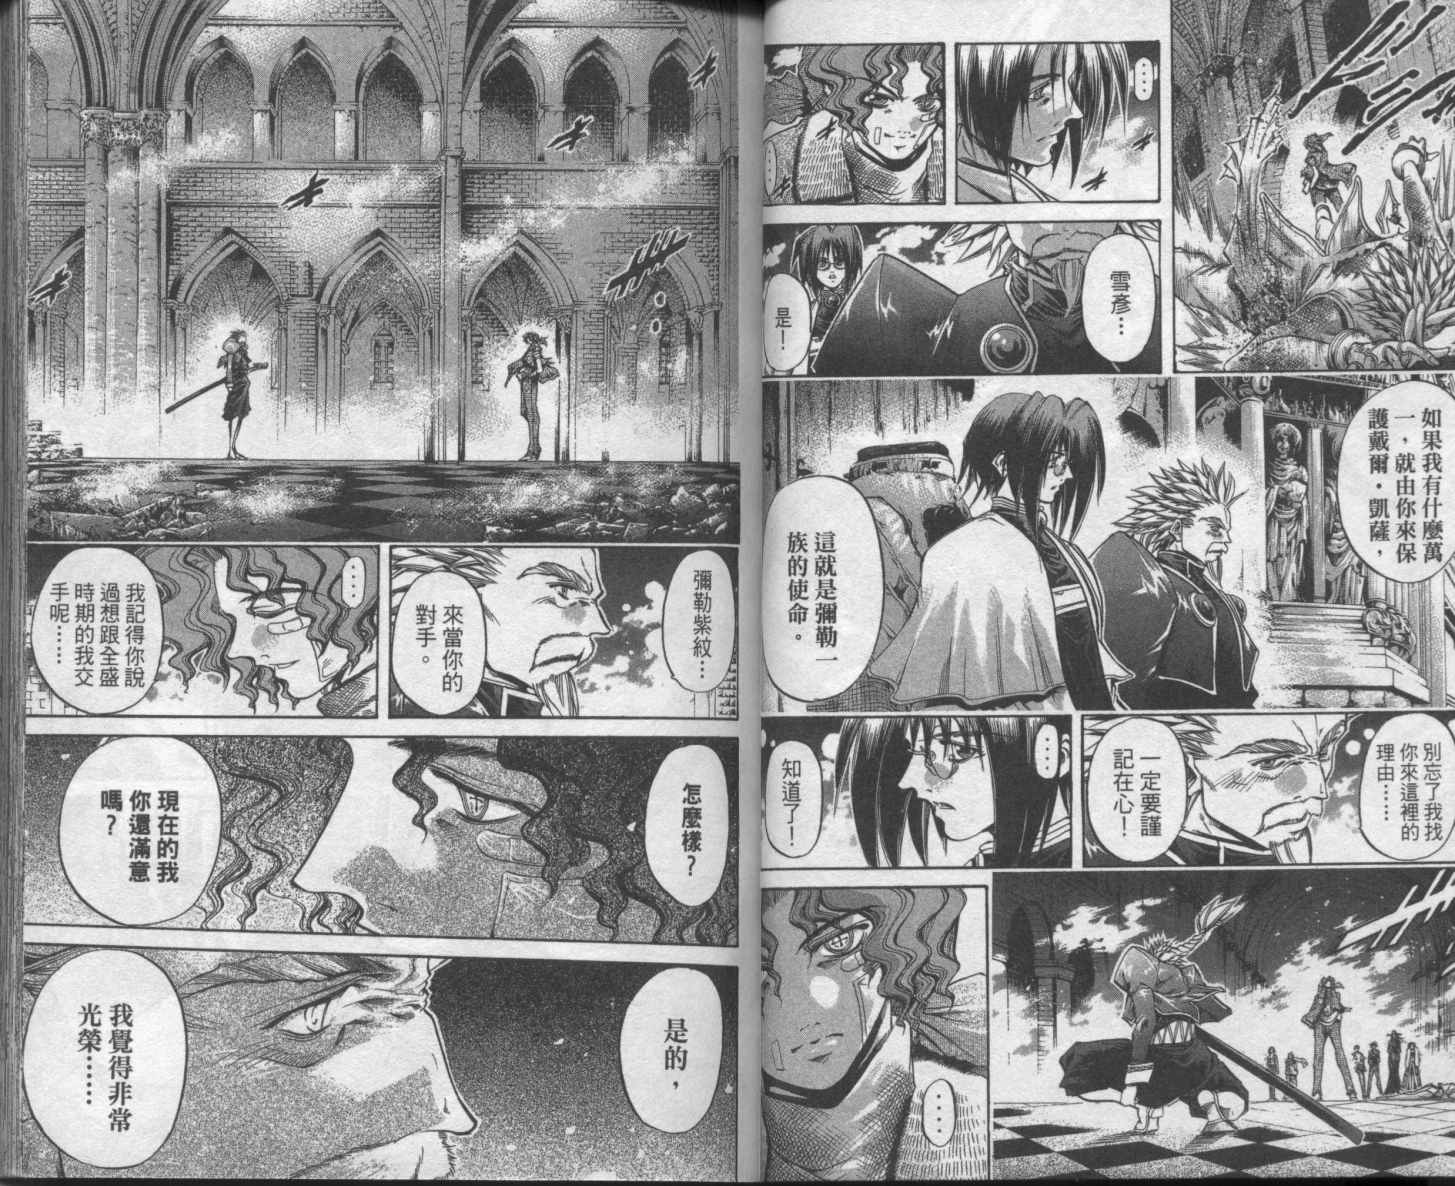 ⋯⋯
⋯⋯
雪彥⋯
是！
如果我有什麼萬
一，就由你來保
護戴爾・凱薩，
這就是彌勒一
族的使命。
別忘了我找
你來這裡的
理由⋯⋯
一定要謹
記在心！
⋯⋯
知道了！
⋯⋯
彌勒紫紋⋯
來當你的
對手。
⋯⋯
我記得你說
過想跟全盛
時期的我交
手呢⋯⋯
怎麼樣？
現在的我
你還滿意
嗎？
是的，
我覺得非常
光榮⋯⋯